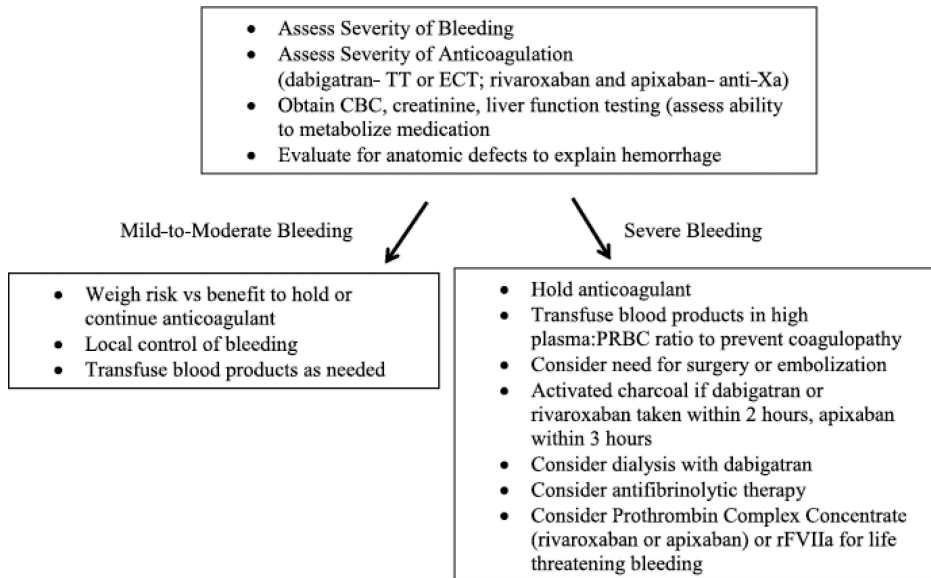 • Assess Severity of Bleeding
• Assess Severity of Anticoagulation
(dabigatran- TT or ECT; rivaroxaban and apixaban- anti-Xa)
• Obtain CBC, creatinine, liver function testing (assess ability
to metabolize medication
• Evaluate for anatomic defects to explain hemorrhage
Mild-to-Moderate Bleeding
• Weigh risk vs benefit to hold or
continue anticoagulant
• Local control of bleeding
• Transfuse blood products as needed
Severe Bleeding
• Hold anticoagulant
• Transfuse blood products in high
plasma:PRBC ratio to prevent coagulopathy
• Consider need for surgery or embolization
• Activated charcoal if dabigatran or
rivaroxaban taken within 2 hours, apixaban
within 3 hours
• Consider dialysis with dabigatran
• Consider antifibrinolytic therapy
• Consider Prothrombin Complex Concentrate
(rivaroxaban or apixaban) or rFVIIa for life
threatening bleeding